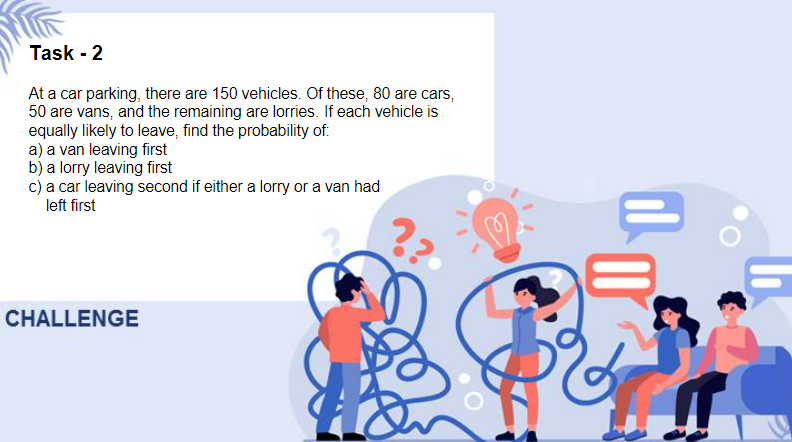 Task - 2
At a car parking, there are 150 vehicles. Of these, 80 are cars,
50 are vans, and the remaining are lorries. If each vehicle is
equally likely to leave, find the probability of:
a) a van leaving first
b) a lorry leaving first
c) a car leaving second if either a lorry or a van had
left first
? ? ?
?
CHALLENGE